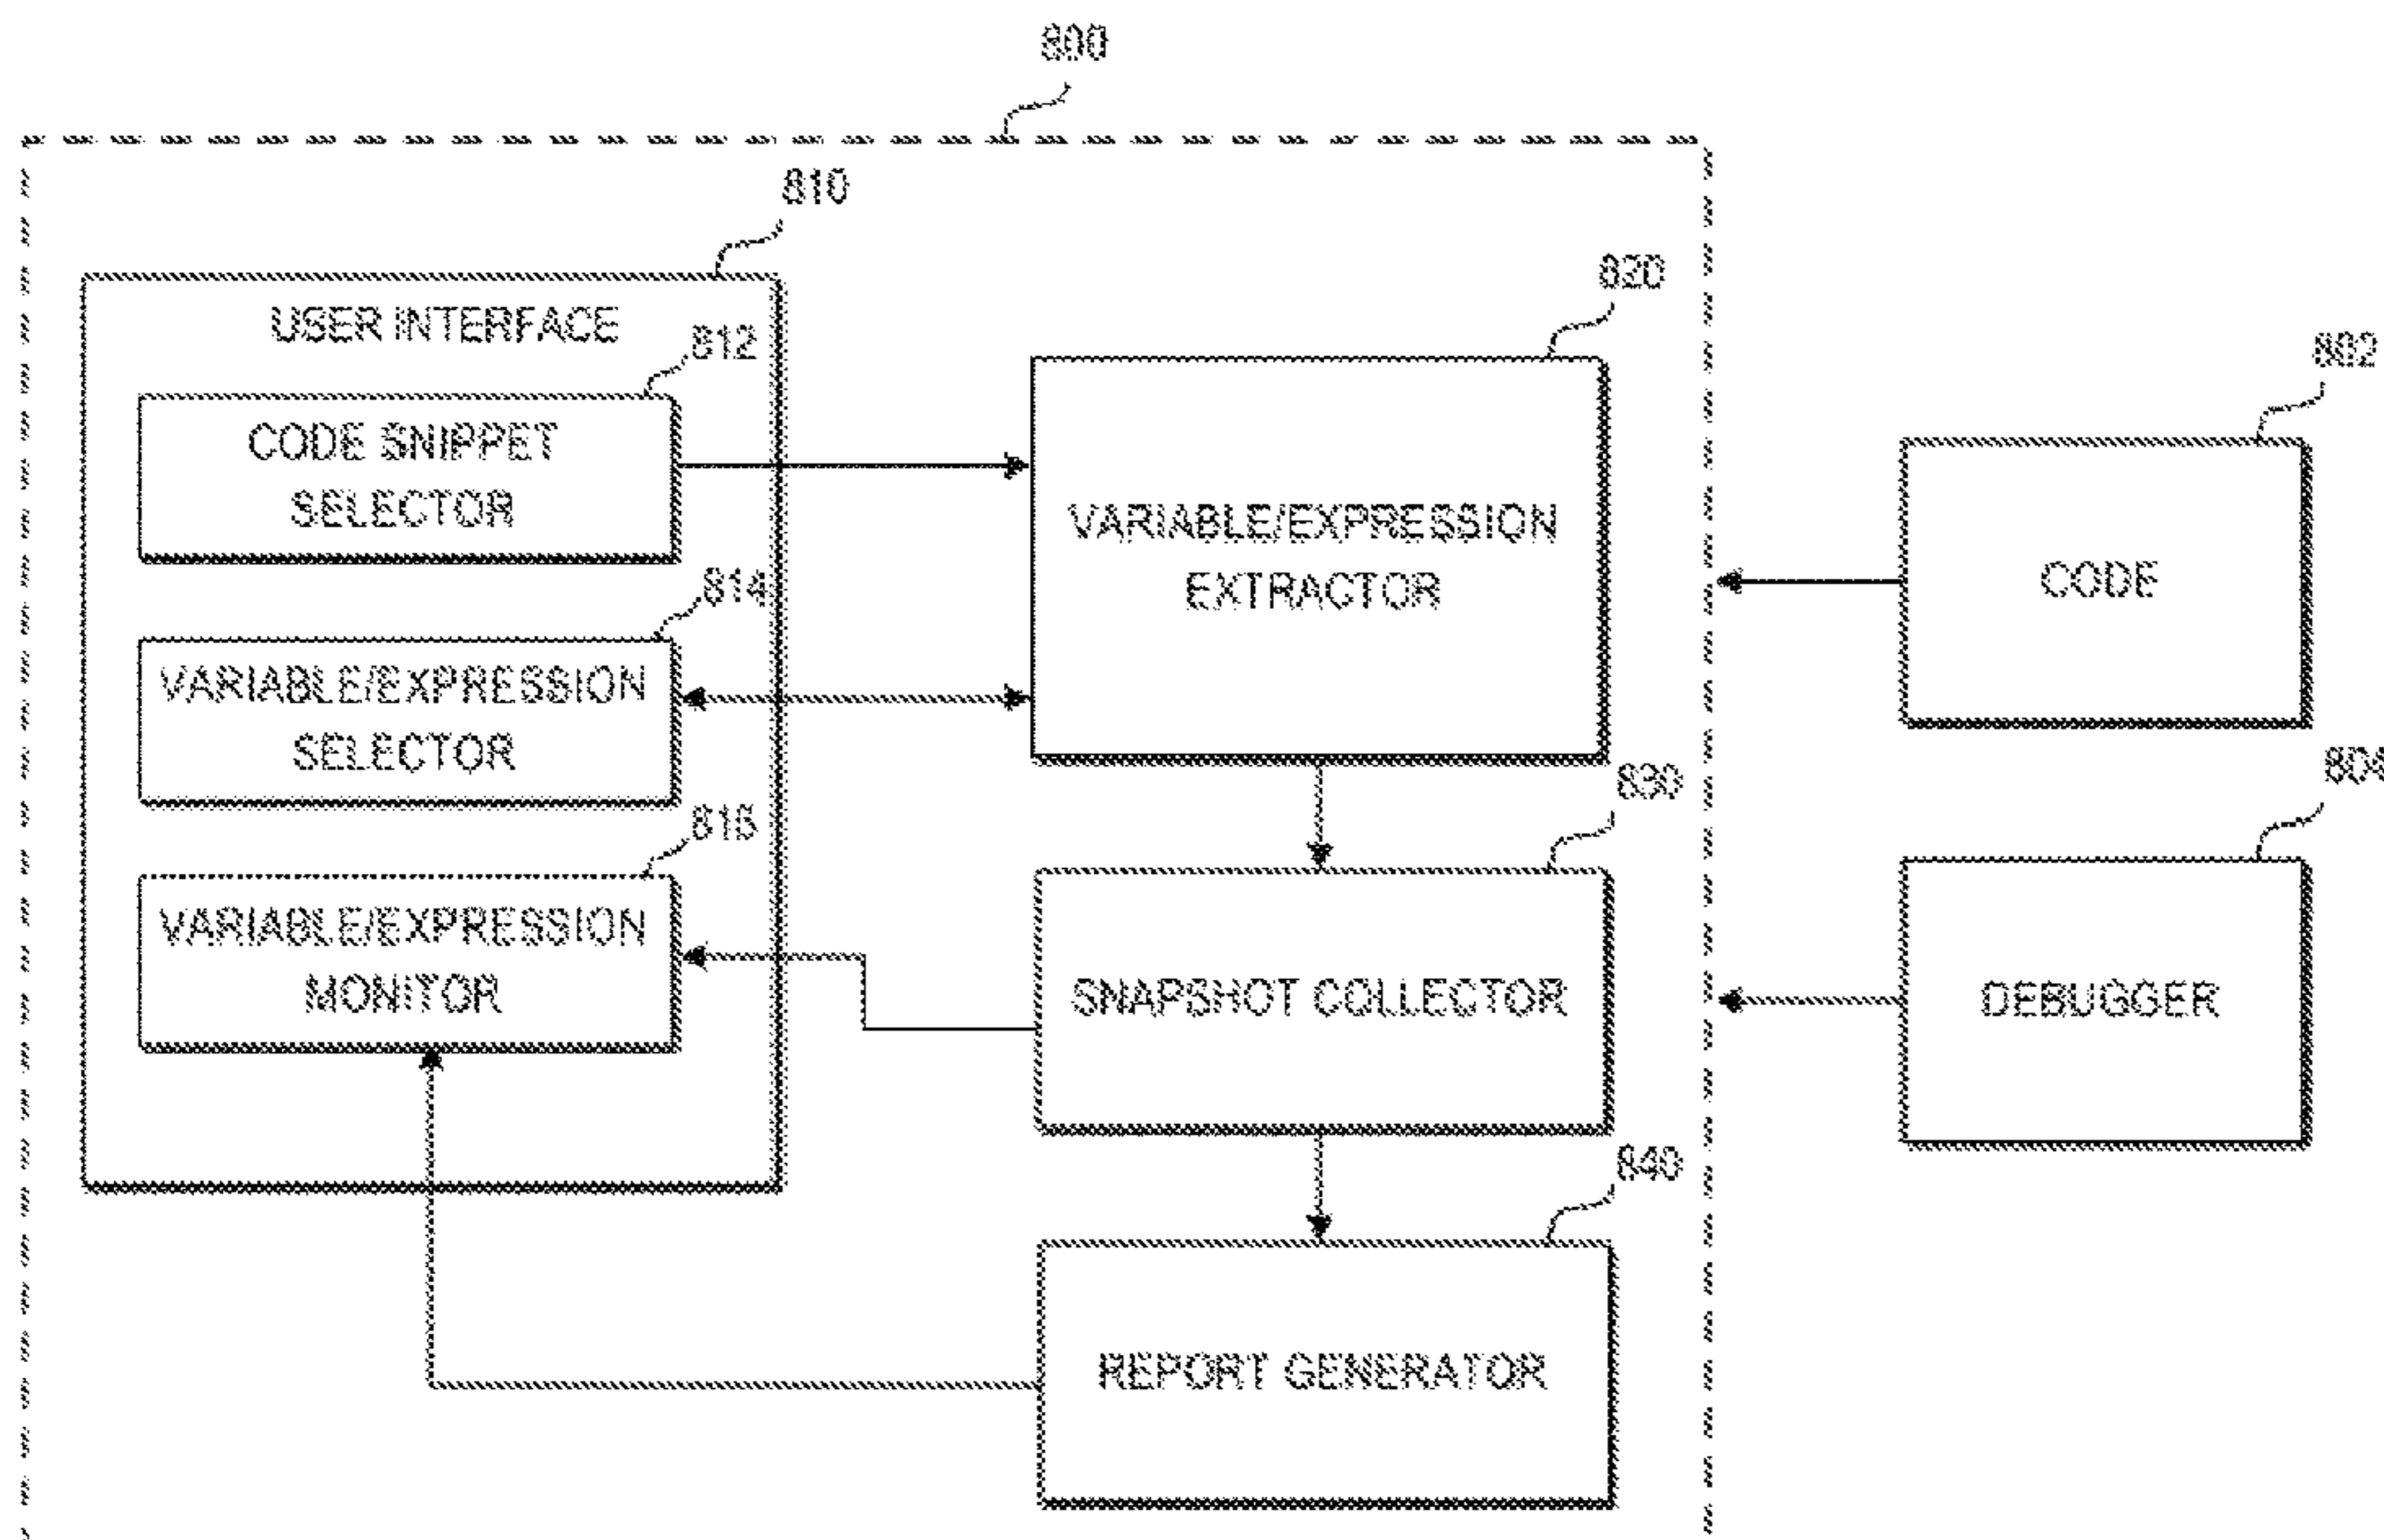 800
810
USER INTERFACE
812
CODE SNIPPET
SELECTOR
814
VARIABLE/EXPRESSION
SELECTOR
816
VARIABLE/EXPRESSION
MONITOR
820
VARIABLE/EXPRESSION
EXTRACTOR
830
SNAPSHOT COLLECTOR
840
REPORT GENERATOR
802
CODE
DEBUGGER